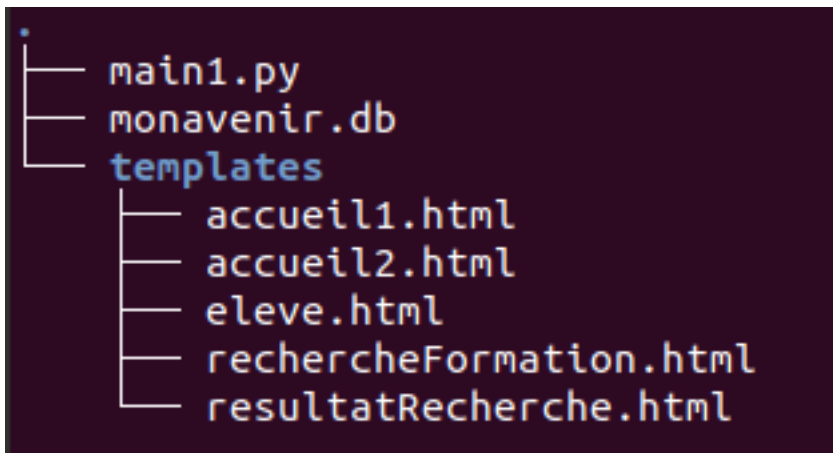 .
main1.py
monavenir.db
templates
accueil1.html
accueil2.html
eleve.html
rechercheFormation.html
resultatRecherche.html